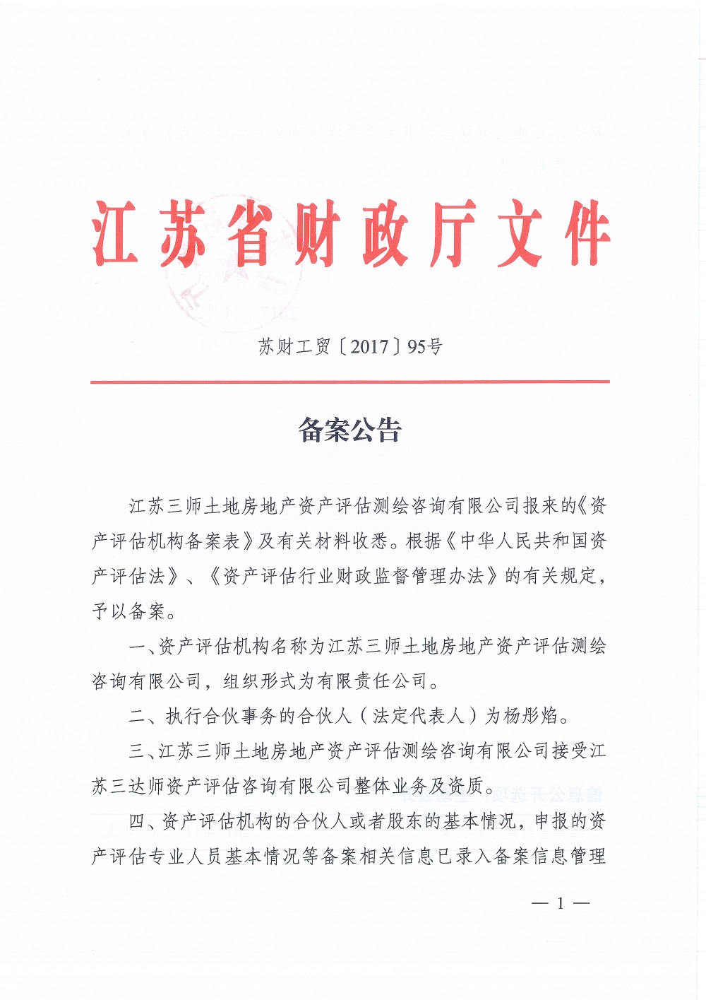 江苏省财政厅文件
苏财工贸〔2017〕95号
备案公告
江苏三师土地房地产资产评估测绘咨询有限公司报来的《资
产评估机构备案表》及有关材料收悉。根据《中华人民共和国资
产评估法》、《资产评估行业财政监督管理办法》的有关规定，
予以备案。
一、资产评估机构名称为江苏三师土地房地产资产评估测绘
咨询有限公司，组织形式为有限责任公司。
二、执行合伙事务的合伙人（法定代表人）为杨彤焰。
三、江苏三师土地房地产资产评估测绘咨询有限公司接受江
苏三达师资产评估咨询有限公司整体业务及资质。
四、资产评估机构的合伙人或者股东的基本情况，申报的资
产评估专业人员基本情况等备案相关信息已录入备案信息管理
— 1 —